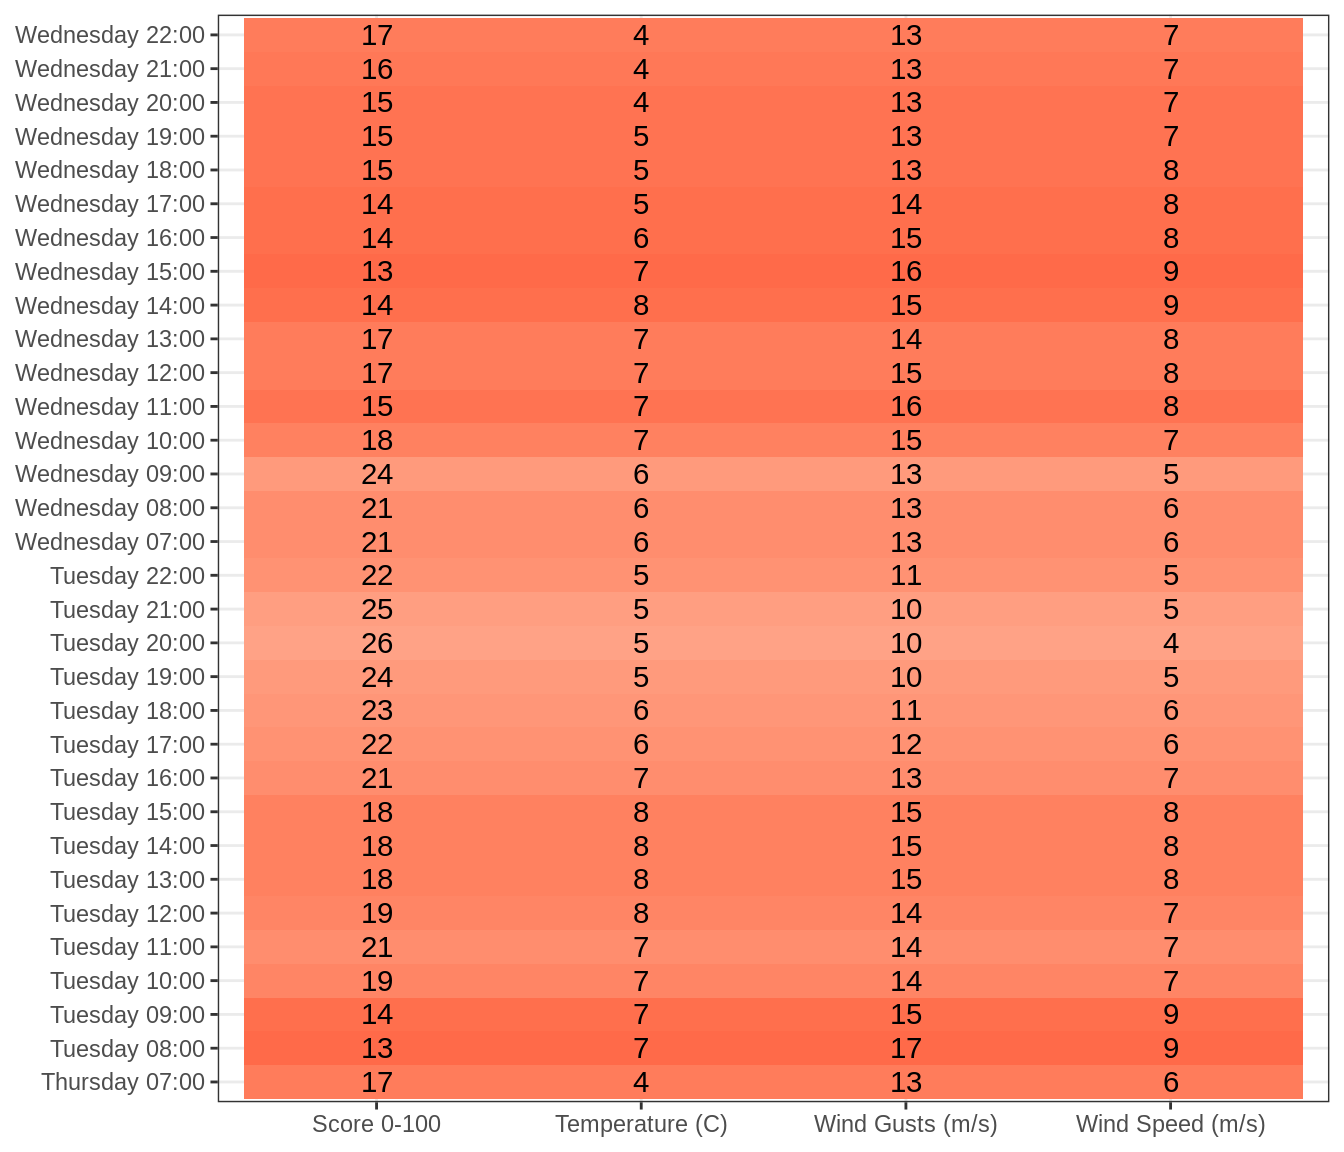 Wednesday 22:00 17 4 13 7
Wednesday 21:00 16 4 13 7
Wednesday 20:00 15 4 13 7
Wednesday 19:00 15 5 13 7
Wednesday 18:00 15 5 13 8
Wednesday 17:00 14 5 14 8
Wednesday 16:00 14 6 15 8
Wednesday 15:00 13 7 16 9
Wednesday 14:00 14 8 15 9
Wednesday 13:00 17 7 14 8
Wednesday 12:00 17 7 15 8
Wednesday 11:00 15 7 16 8
Wednesday 10:00 18 7 15 7
Wednesday 09:00 24 6 13 5
Wednesday 08:00 21 6 13 6
Wednesday 07:00 21 6 13 6
Tuesday 22:00 22 5 11 5
Tuesday 21:00 25 5 10 5
Tuesday 20:00 26 5 10 4
Tuesday 19:00 24 5 10 5
Tuesday 18:00 23 6 11 6
Tuesday 17:00 22 6 12 6
Tuesday 16:00 21 7 13 7
Tuesday 15:00 18 8 15 8
Tuesday 14:00 18 8 15 8
Tuesday 13:00 18 8 15 8
Tuesday 12:00 19 8 14 7
Tuesday 11:00 21 7 14 7
Tuesday 10:00 19 7 14 7
Tuesday 09:00 14 7 15 9
Tuesday 08:00 13 7 17 9
Thursday 07:00 17 4 13 6
Score 0-100 Temperature (C) Wind Gusts (m/s) Wind Speed (m/s)